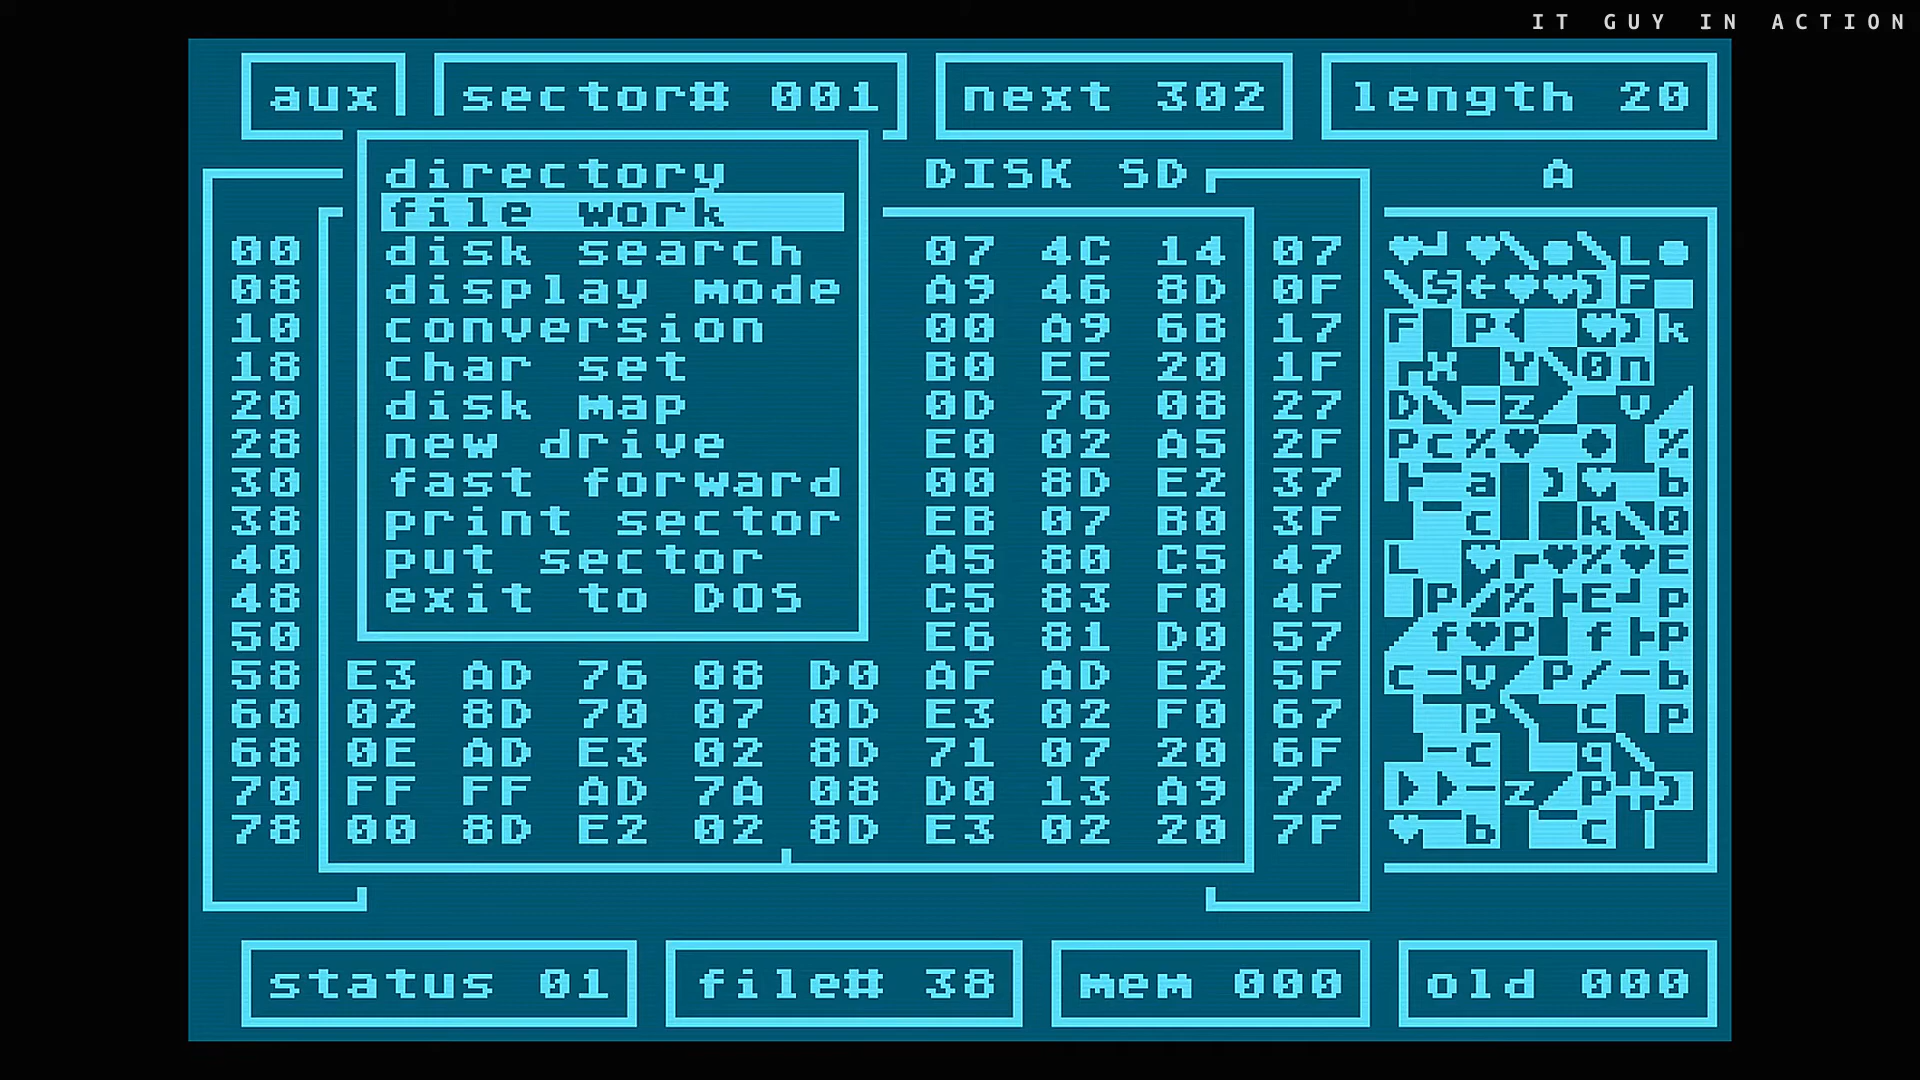 IT GUY IN ACTION
aux sector# 001 next 302 length 20
directory DISK SD A
file work
00 disk search 07 4C 14 07
08 display mode A9 46 8D 0F
10 conversion 00 A9 6B 17
18 char set B0 EE 20 1F
20 disk map 0D 76 08 27
28 new drive E0 02 A5 2F
30 fast forward 00 8D E2 37
38 print sector EB 07 B0 3F
40 put sector A5 80 C5 47
48 exit to DOS C5 83 F0 4F
50 E6 81 D0 57
58 E3 AD 76 08 D0 AF AD E2 5F
60 02 8D 70 07 0D E3 02 F0 67
68 0E AD E3 02 8D 71 07 20 6F
70 FF FF AD 7A 08 D0 13 A9 77
78 00 8D E2 02 8D E3 02 20 7F
status 01 file# 38 mem 000 old 000